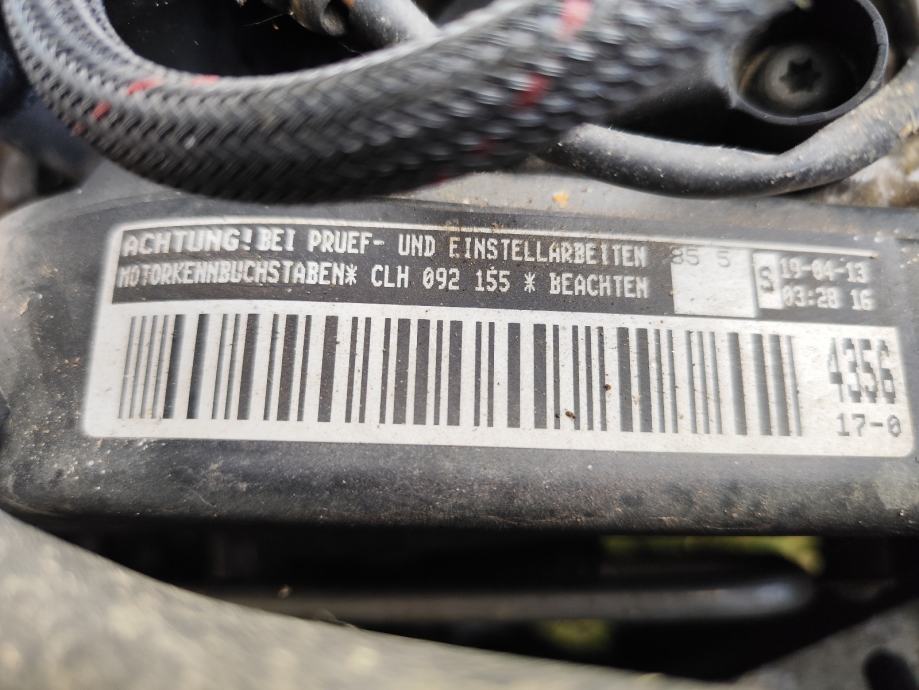 ACHTUNG! BEI PRUEF- UND EINSTELLARBEITEN
MOTORKENNBUCHSTABEN* CLH 092 155 * BEACHTEN
35 5
S
19-04-13
03:28 16
4356
17-0